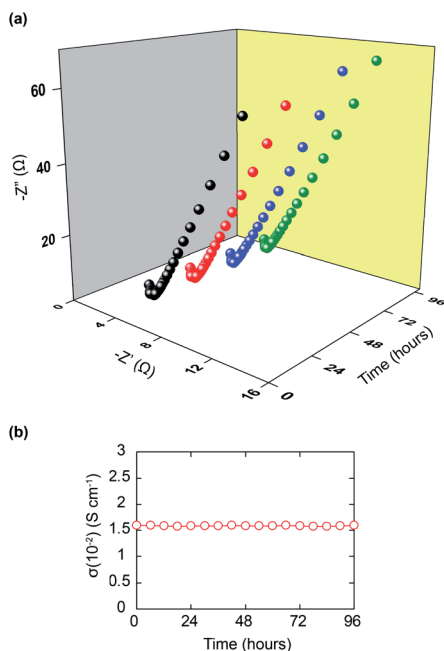 (a)
60
40
20
-Z'' (Ω)
0
4
8
12
16
-Z' (Ω)
0
24
48
72
96
Time (hours)
(b)
3
2.5
2
1.5
1
0.5
0
σ(10⁻²) (S cm⁻¹)
0 24 48 72 96
Time (hours)